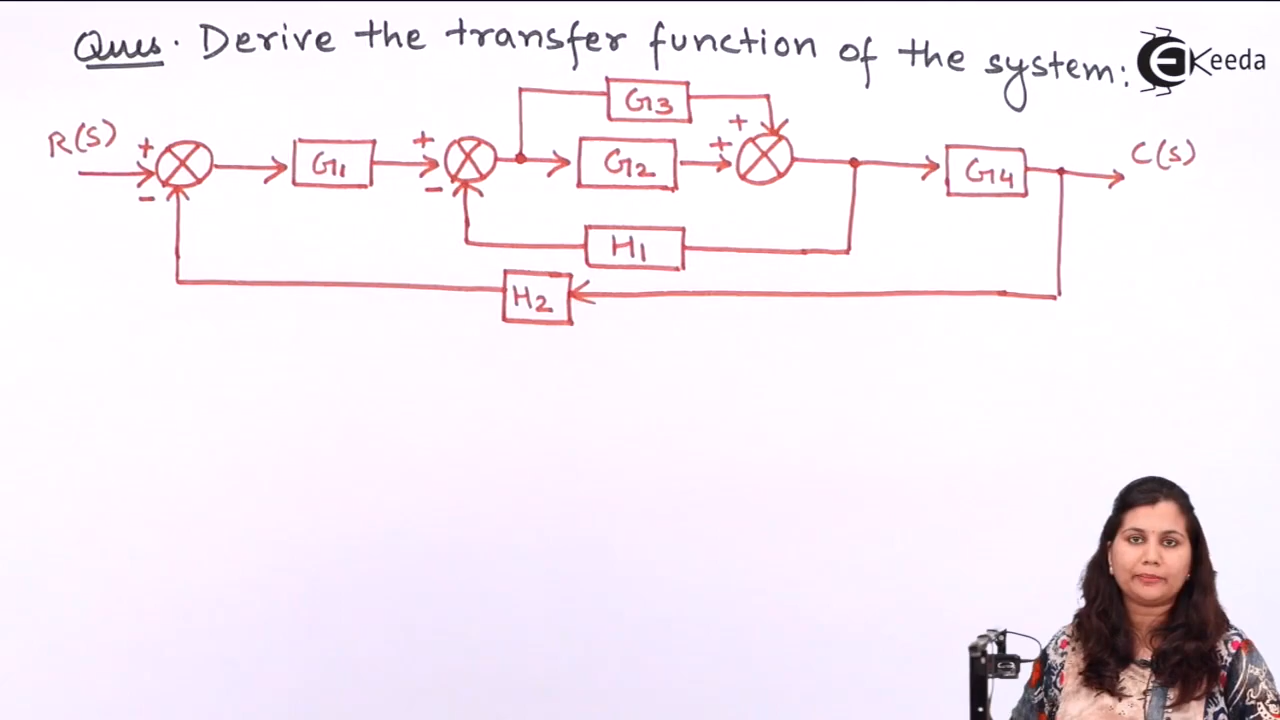 Ques. Derive the transfer function of the system:
EKeeda
G3
R(S) + G1 + + G2 + G4 C(S)
- -
H1
H2